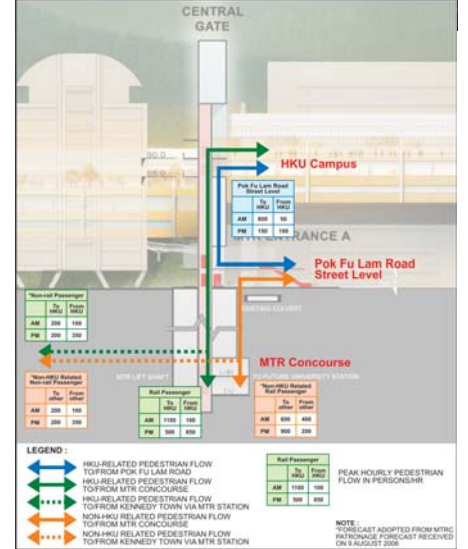 CENTRAL
GATE
90.0
HKU Campus
Pok Fu Lam Road
Street Level
To HKU From HKU
AM 800 50
PM 150 100
MTR ENTRANCE A
Pok Fu Lam Road
Street Level
EXISTING CULVERT
*Non-rail Passenger
To HKU From HKU
AM 200 100
PM 200 350
MTR Concourse
MTR LIFT SHAFT
TO FUTURE UNIVERSITY STATION
*Non-HKU Related
Non-rail Passenger
To other From other
AM 200 100
PM 200 350
Rail Passenger
To HKU From HKU
AM 1100 100
PM 500 650
*Non-HKU Related
Rail Passenger
To other From other
AM 600 400
PM 900 200
LEGEND :
HKU-RELATED PEDESTRIAN FLOW
TO/FROM POK FU LAM ROAD
HKU-RELATED PEDESTRIAN FLOW
TO/FROM MTR CONCOURSE
HKU-RELATED PEDESTRIAN FLOW
TO/FROM KENNEDY TOWN VIA MTR STATION
NON-HKU RELATED PEDESTRIAN FLOW
TO/FROM MTR CONCOURSE
NON-HKU RELATED PEDESTRIAN FLOW
TO/FROM KENNEDY TOWN VIA MTR STATION
Rail Passenger
To HKU From HKU
AM 1100 100
PM 500 650
PEAK HOURLY PEDESTRIAN
FLOW IN PERSONS/HR
NOTE :
*FORECAST ADOPTED FROM MTRC
PATRONAGE FORECAST RECEIVED
ON 9 AUGUST 2006